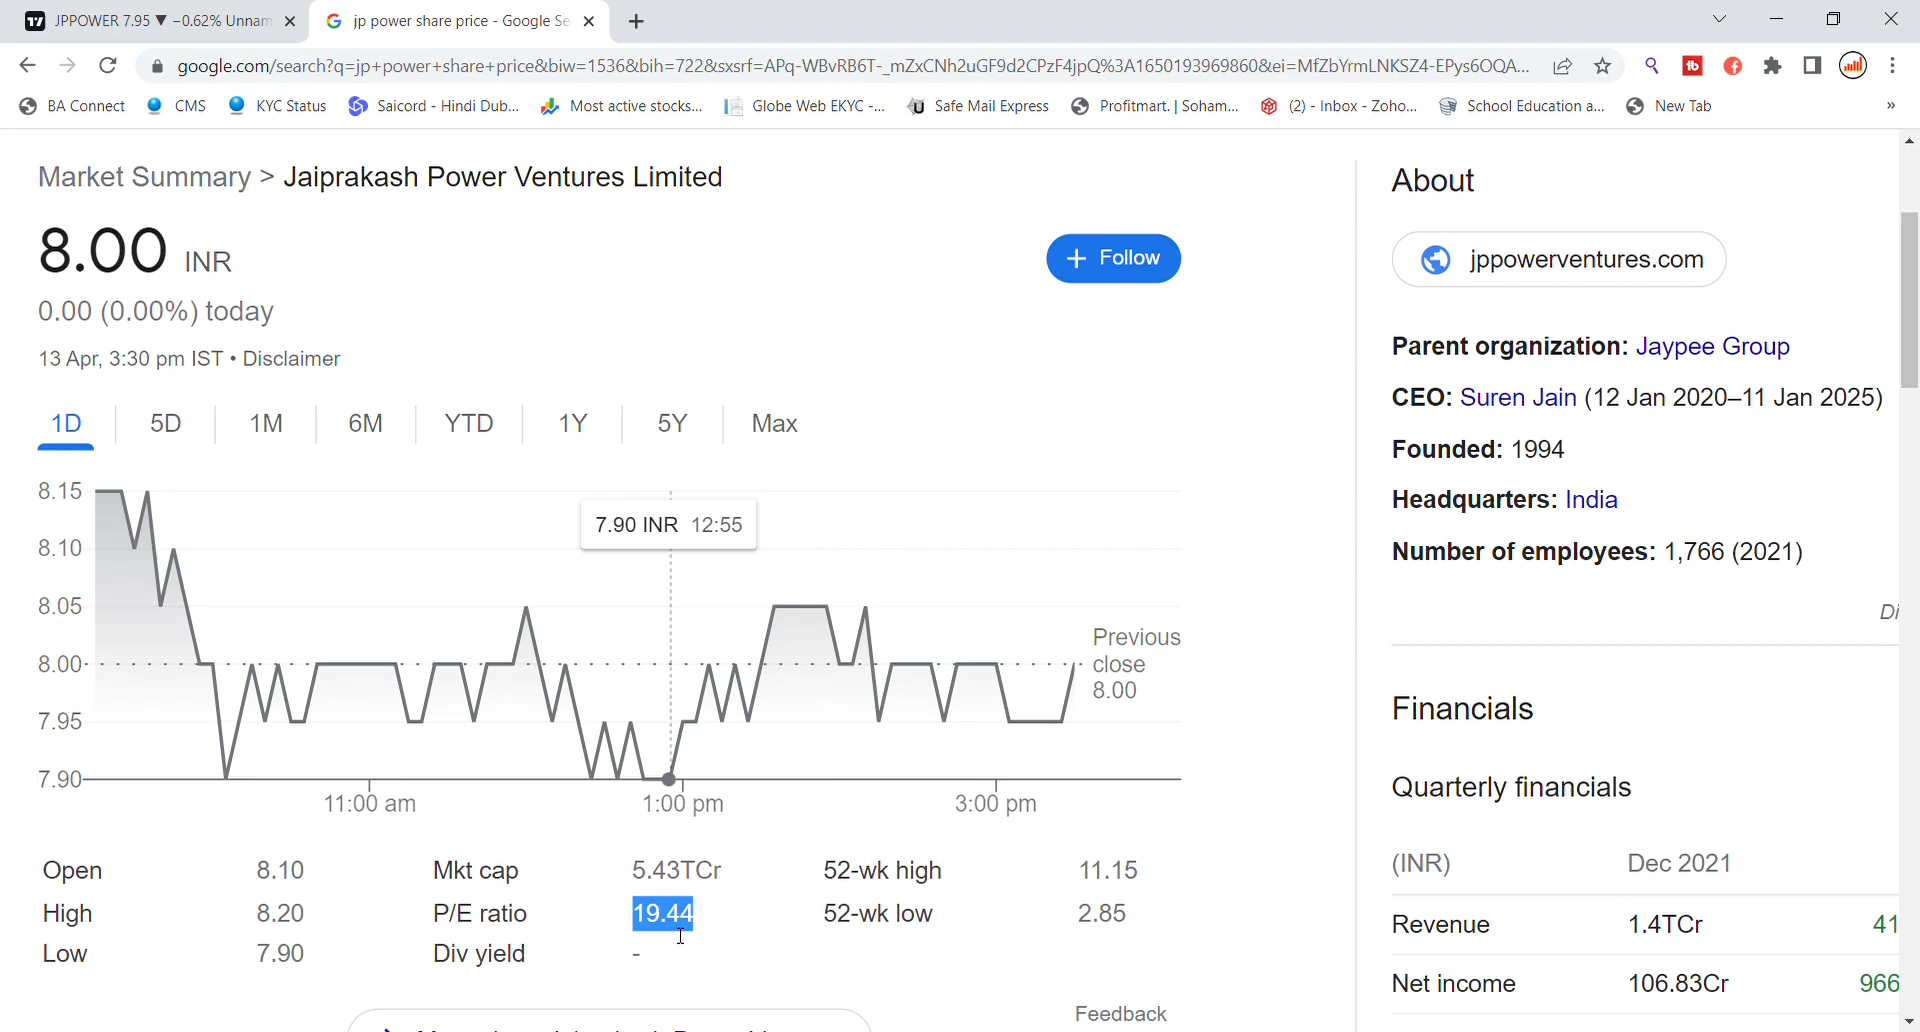 JPPOWER 7.95 ▼ −0.62% Unnam
jp power share price - Google Se
google.com/search?q=jp+power+share+price&biw=1536&bih=722&sxsrf=APq-WBvRB6T-_mZxCNh2uGF9d2CPzF4jpQ%3A1650193969860&ei=MfZbYrmLNKSZ4-EPys6OQA...
BA Connect
CMS
KYC Status
Saicord - Hindi Dub...
Most active stocks...
Globe Web EKYC -...
Safe Mail Express
Profitmart. | Soham...
(2) - Inbox - Zoho...
School Education a...
New Tab
»
Market Summary > Jaiprakash Power Ventures Limited
8.00 INR
+ Follow
0.00 (0.00%) today
13 Apr, 3:30 pm IST • Disclaimer
1D 5D 1M 6M YTD 1Y 5Y Max
8.15
7.90 INR 12:55
8.10
8.05
8.00
Previous
close
8.00
7.95
7.90
11:00 am 1:00 pm 3:00 pm
Open 8.10 Mkt cap 5.43TCr 52-wk high 11.15
High 8.20 P/E ratio 19.44 52-wk low 2.85
Low 7.90 Div yield -
Feedback
About
jppowerventures.com
Parent organization: Jaypee Group
CEO: Suren Jain (12 Jan 2020–11 Jan 2025)
Founded: 1994
Headquarters: India
Number of employees: 1,766 (2021)
Di
Financials
Quarterly financials
(INR) Dec 2021
Revenue 1.4TCr 41
Net income 106.83Cr 966